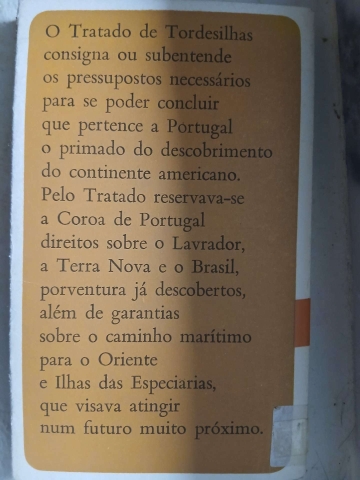 O Tratado de Tordesilhas
consigna ou subentende
os pressupostos necessários
para se poder concluir
que pertence a Portugal
o primado do descobrimento
do continente americano.
Pelo Tratado reservava-se
a Coroa de Portugal
direitos sobre o Lavrador,
a Terra Nova e o Brasil,
porventura já descobertos,
além de garantias
sobre o caminho marítimo
para o Oriente
e Ilhas das Especiarias,
que visava atingir
num futuro muito próximo.